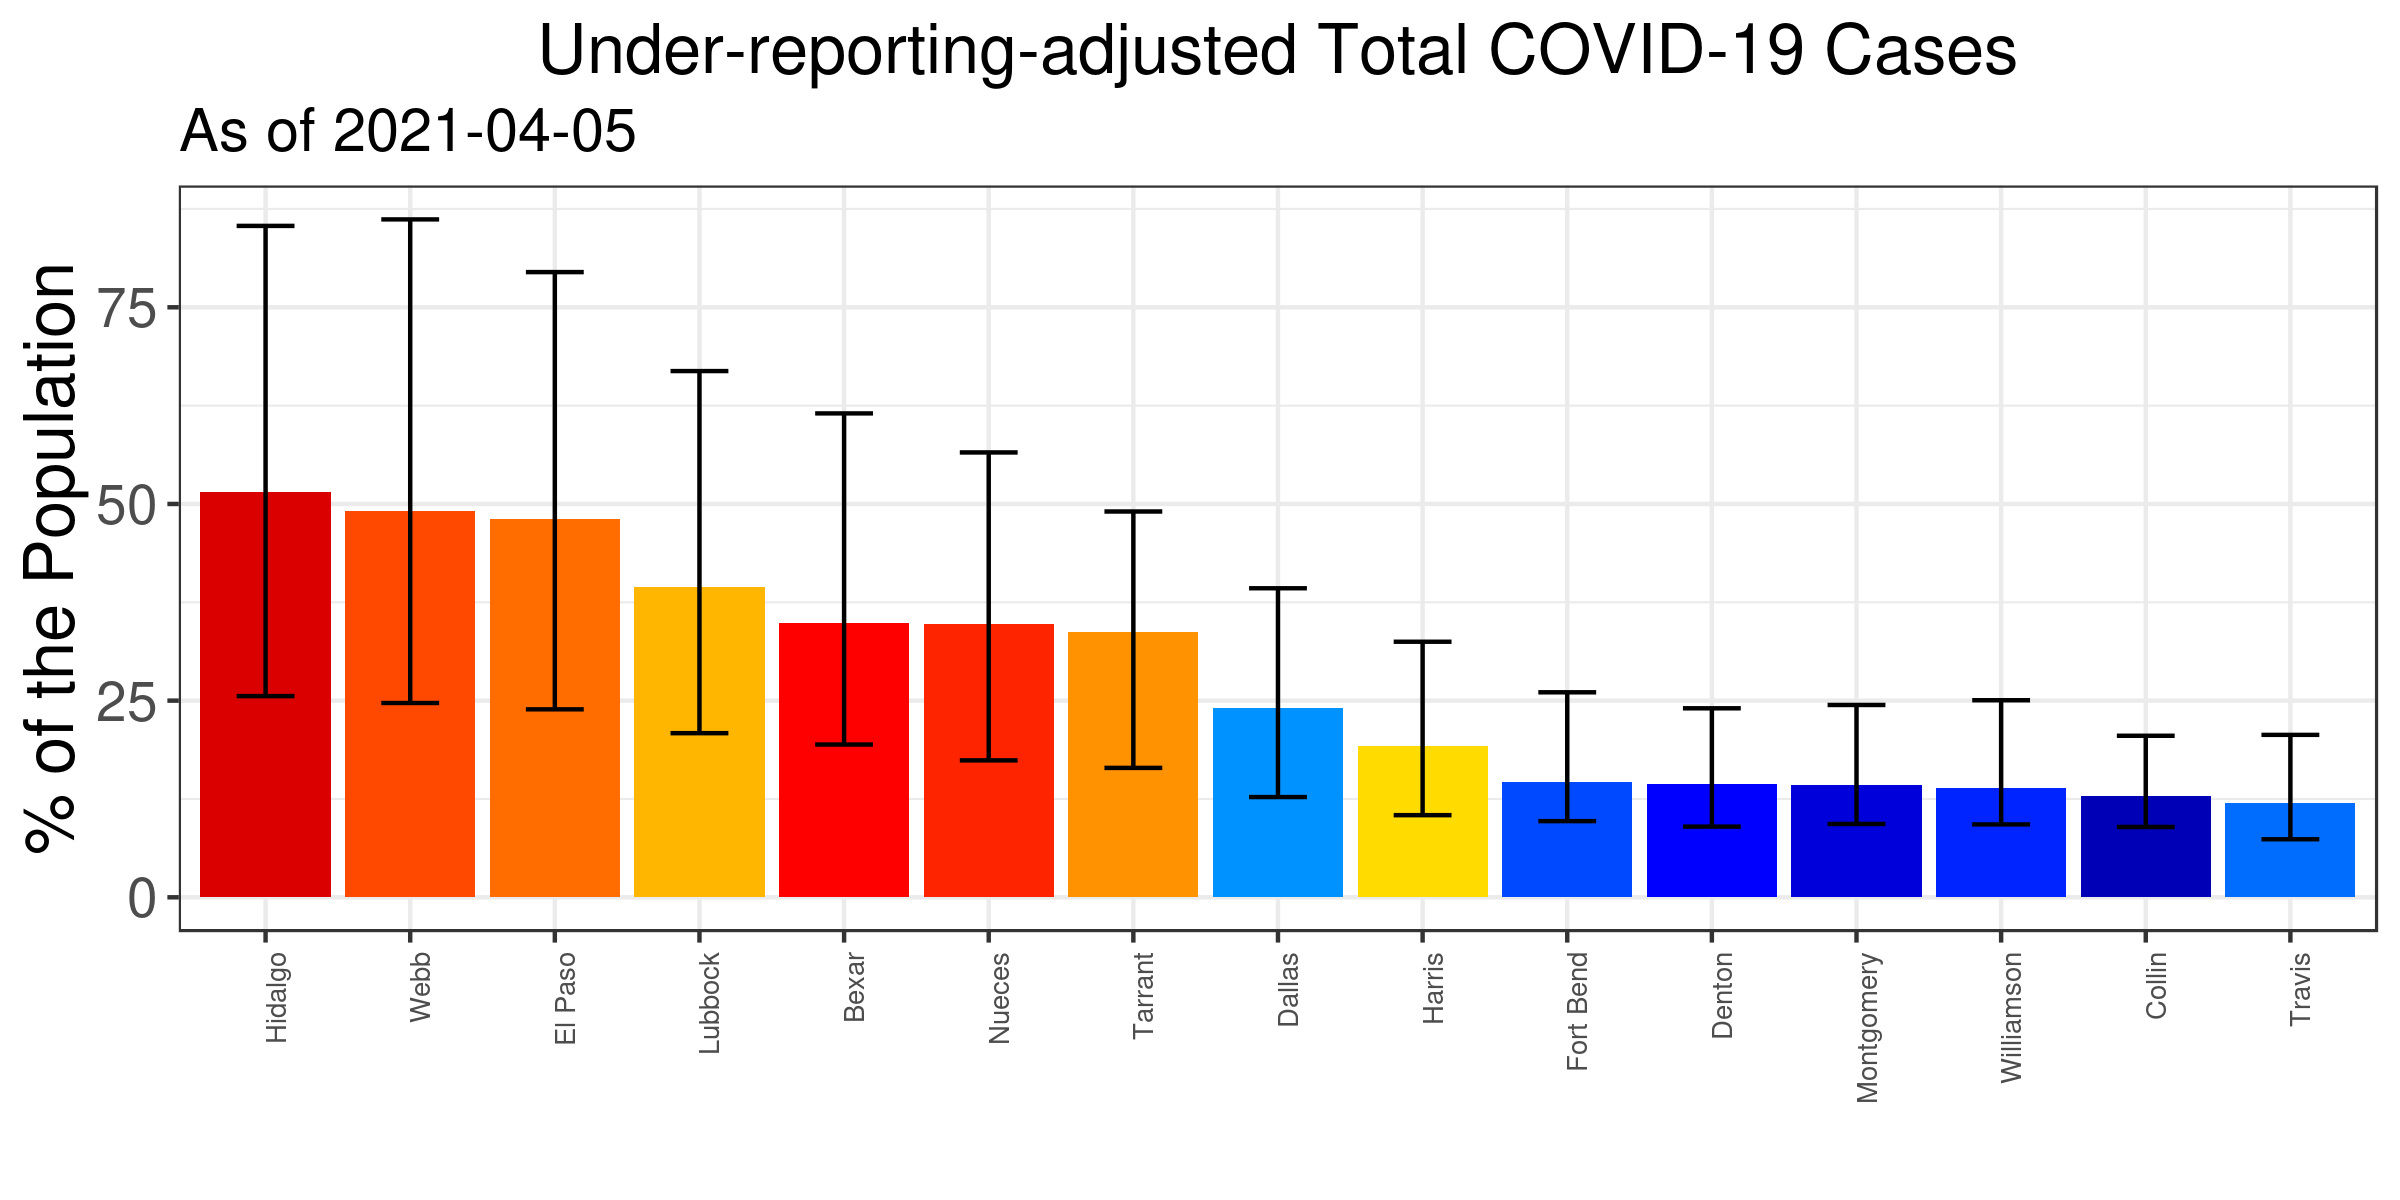 Under-reporting-adjusted Total COVID-19 Cases
As of 2021-04-05
% of the Population
75
50
25
0
Hidalgo
Webb
El Paso
Lubbock
Bexar
Nueces
Tarrant
Dallas
Harris
Fort Bend
Denton
Montgomery
Williamson
Collin
Travis